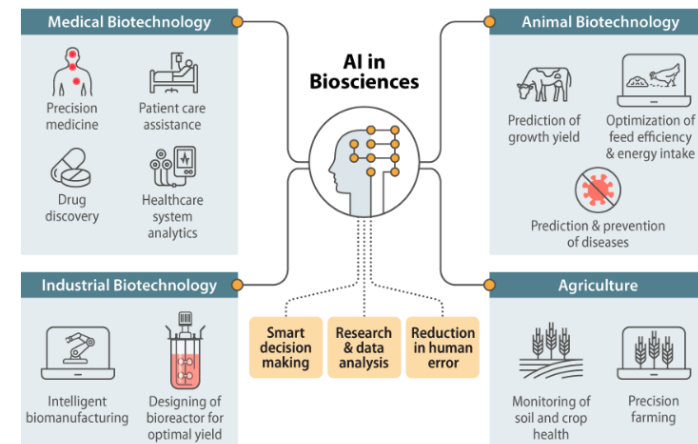 Medical Biotechnology
Precision
medicine
Patient care
assistance
Drug
discovery
Healthcare
system
analytics
AI in
Biosciences
Animal Biotechnology
Prediction of
growth yield
Optimization of
feed efficiency
& energy intake
Prediction & prevention
of diseases
Industrial Biotechnology
Intelligent
biomanufacturing
Designing of
bioreactor for
optimal yield
Smart
decision
making
Research
& data
analysis
Reduction
in human
error
Agriculture
Monitoring of
soil and crop
health
Precision
farming